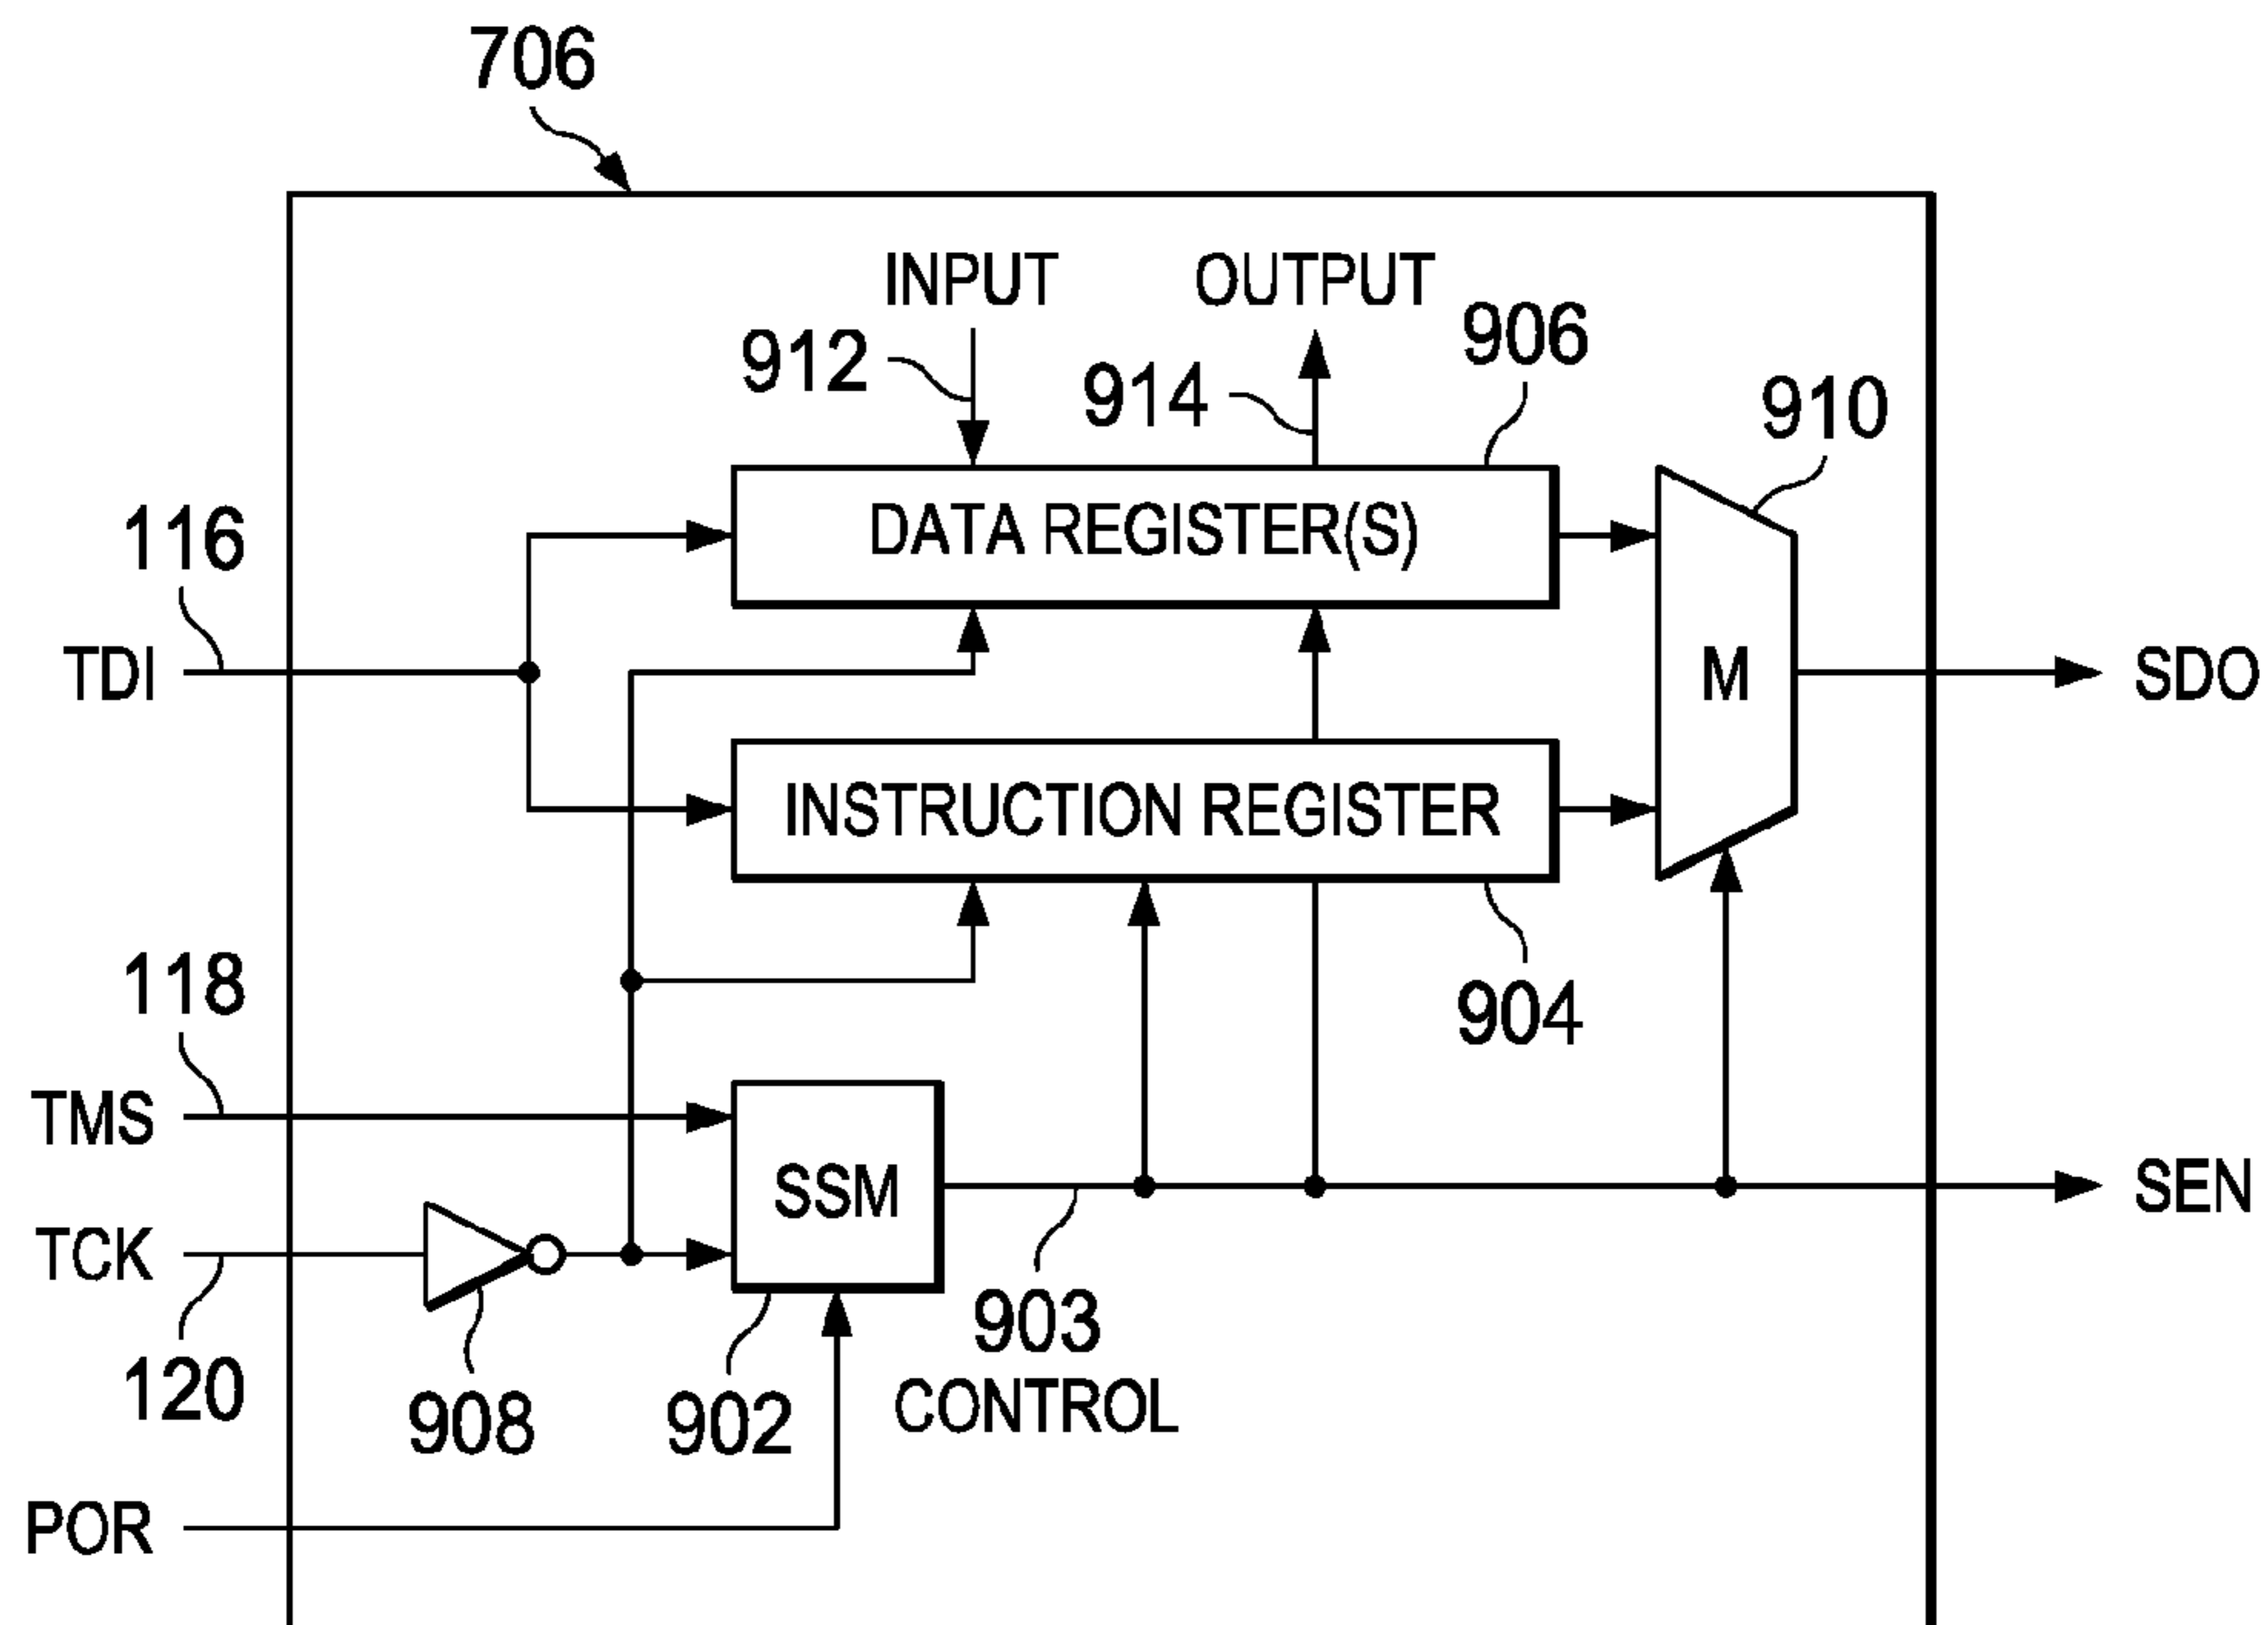 706
INPUT
OUTPUT
912
914
906
910
116
DATA REGISTER(S)
TDI
M
SDO
INSTRUCTION REGISTER
118
904
TMS
SSM
SEN
TCK
903
CONTROL
120
908
902
POR